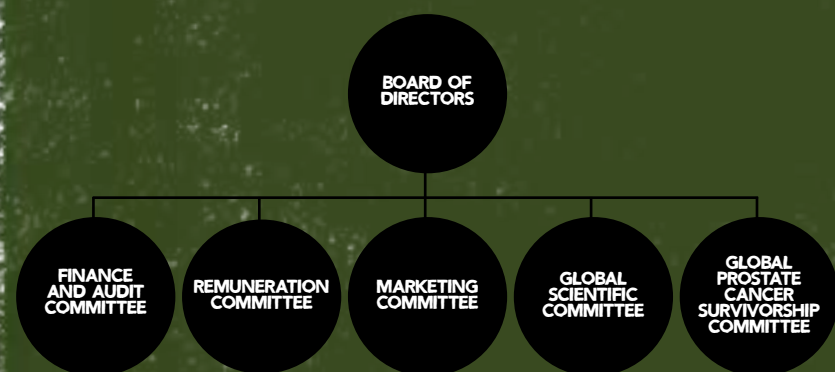 BOARD OF
DIRECTORS
FINANCE
AND AUDIT
COMMITTEE
REMUNERATION
COMMITTEE
MARKETING
COMMITTEE
GLOBAL
SCIENTIFIC
COMMITTEE
GLOBAL
PROSTATE
CANCER
SURVIVORSHIP
COMMITTEE